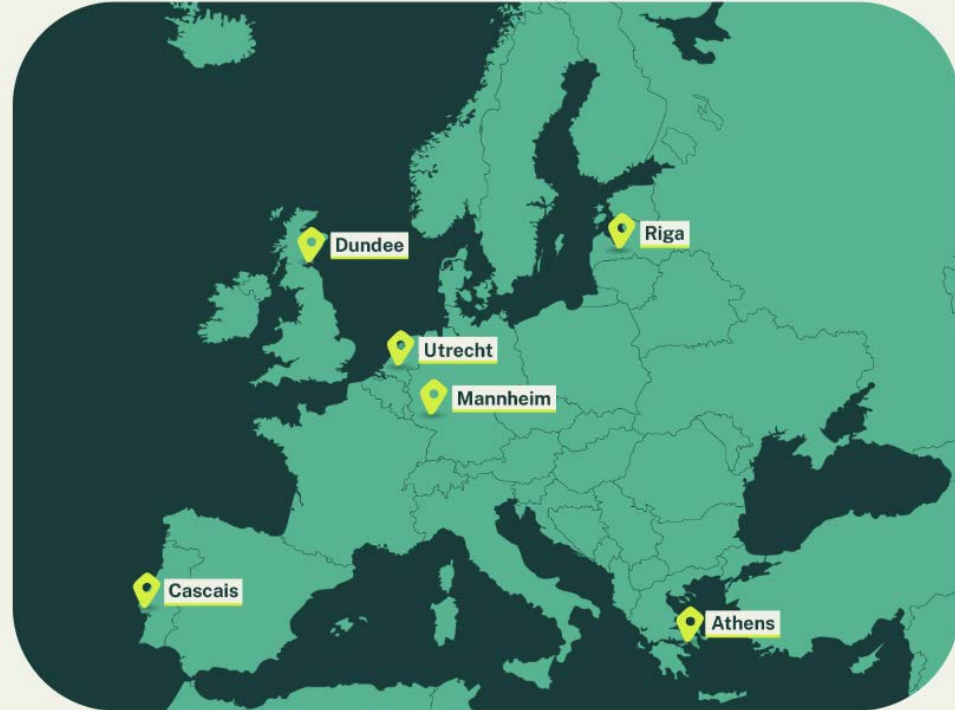 Dundee
Riga
Utrecht
Mannheim
Cascais
Athens